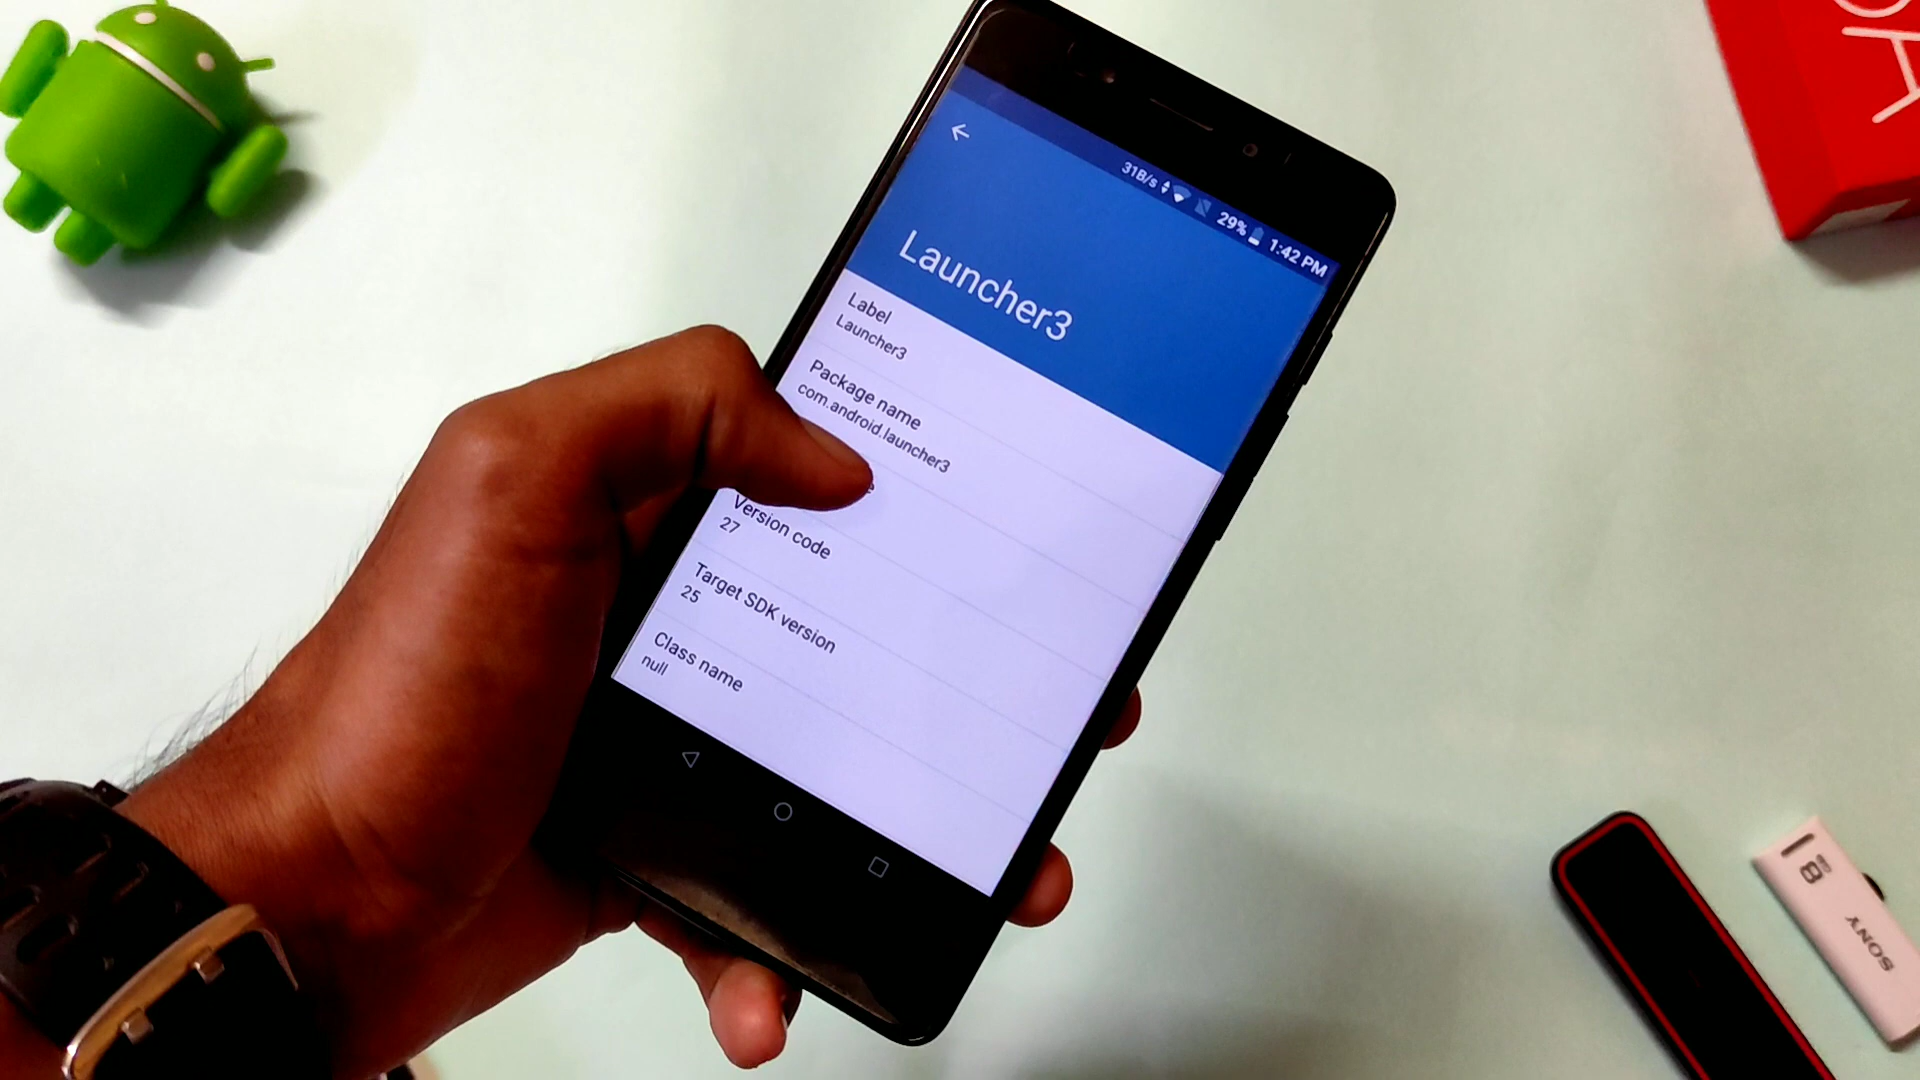 31B/s 29% 1:42 PM
Launcher3
Label
Launcher3
Package name
com.android.launcher3
Version code
27
Target SDK version
25
Class name
null
8 GB
SONY